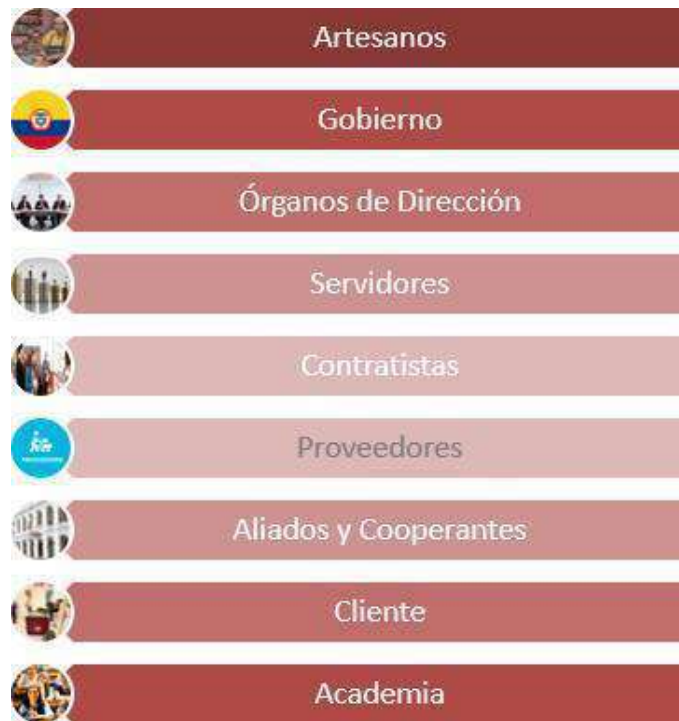 Artesanos
Gobierno
Órganos de Dirección
Servidores
Contratistas
Proveedores
Aliados y Cooperantes
Cliente
Academia